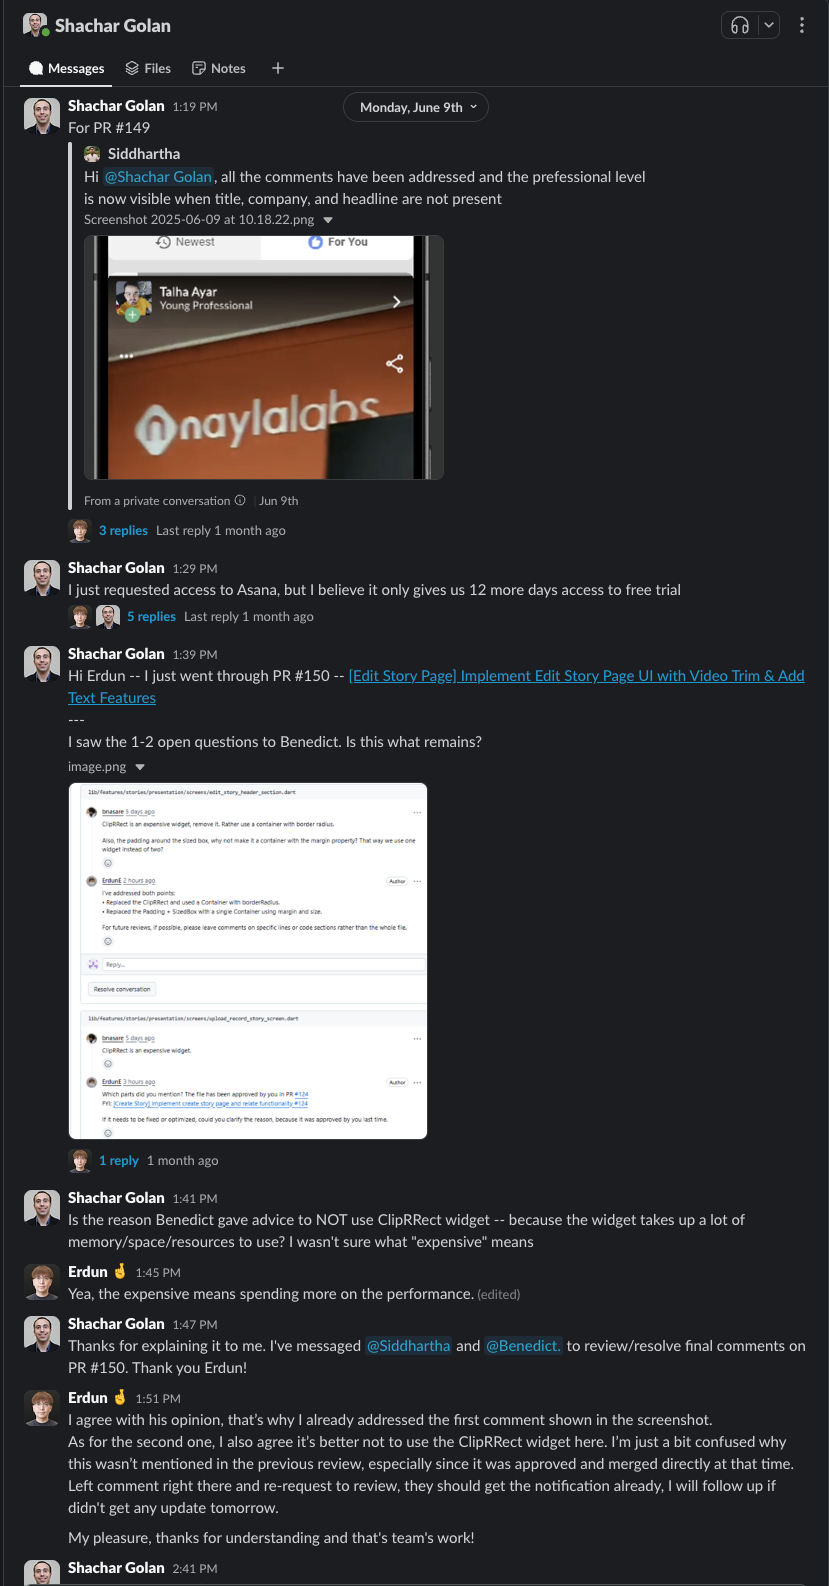 Shachar Golan
Messages
Files
Notes
Monday, June 9th
Shachar Golan 1:19 PM
For PR #149
Siddhartha
Hi @Shachar Golan, all the comments have been addressed and the prefessional level
is now visible when title, company, and headline are not present
Screenshot 2025-06-09 at 10.18.22.png
Newest
For You
Talha Ayar
Young Professional
naylalabs
From a private conversation | Jun 9th
3 replies Last reply 1 month ago
Shachar Golan 1:29 PM
I just requested access to Asana, but I believe it only gives us 12 more days access to free trial
5 replies Last reply 1 month ago
Shachar Golan 1:39 PM
Hi Erdun -- I just went through PR #150 -- [Edit Story Page] Implement Edit Story Page UI with Video Trim & Add
Text Features
---
I saw the 1-2 open questions to Benedict. Is this what remains?
image.png
lib/features/stories/presentation/screens/edit_story_header_section.dart
bnasare 5 days ago
ClipRRect is an expensive widget, remove it. Rather use a container with border radius.
Also, the padding around the sized box, why not make it a container with the margin property? That way we use one
widget instead of two?
ErdunE 2 hours ago Author
I've addressed both points:
• Replaced the ClipRRect and used a Container with borderRadius.
• Replaced the Padding + SizedBox with a single Container using margin and size.
For future reviews, if possible, please leave comments on specific lines or code sections rather than the whole file.
Reply...
Resolve conversation
lib/features/stories/presentation/screens/upload_record_story_screen.dart
bnasare 5 days ago
ClipRRect is an expensive widget.
ErdunE 3 hours ago Author
Which parts did you mention? The file has been approved by you in PR #124
FYI: [Create Story] Implement create story page and relate functionality #124
If it needs to be fixed or optimized, could you clarify the reason, because it was approved by you last time.
1 reply 1 month ago
Shachar Golan 1:41 PM
Is the reason Benedict gave advice to NOT use ClipRRect widget -- because the widget takes up a lot of
memory/space/resources to use? I wasn't sure what "expensive" means
Erdun 🤞 1:45 PM
Yea, the expensive means spending more on the performance. (edited)
Shachar Golan 1:47 PM
Thanks for explaining it to me. I've messaged @Siddhartha and @Benedict. to review/resolve final comments on
PR #150. Thank you Erdun!
Erdun 🤞 1:51 PM
I agree with his opinion, that's why I already addressed the first comment shown in the screenshot.
As for the second one, I also agree it's better not to use the ClipRRect widget here. I'm just a bit confused why
this wasn't mentioned in the previous review, especially since it was approved and merged directly at that time.
Left comment right there and re-request to review, they should get the notification already, I will follow up if
didn't get any update tomorrow.
My pleasure, thanks for understanding and that's team's work!
Shachar Golan 2:41 PM